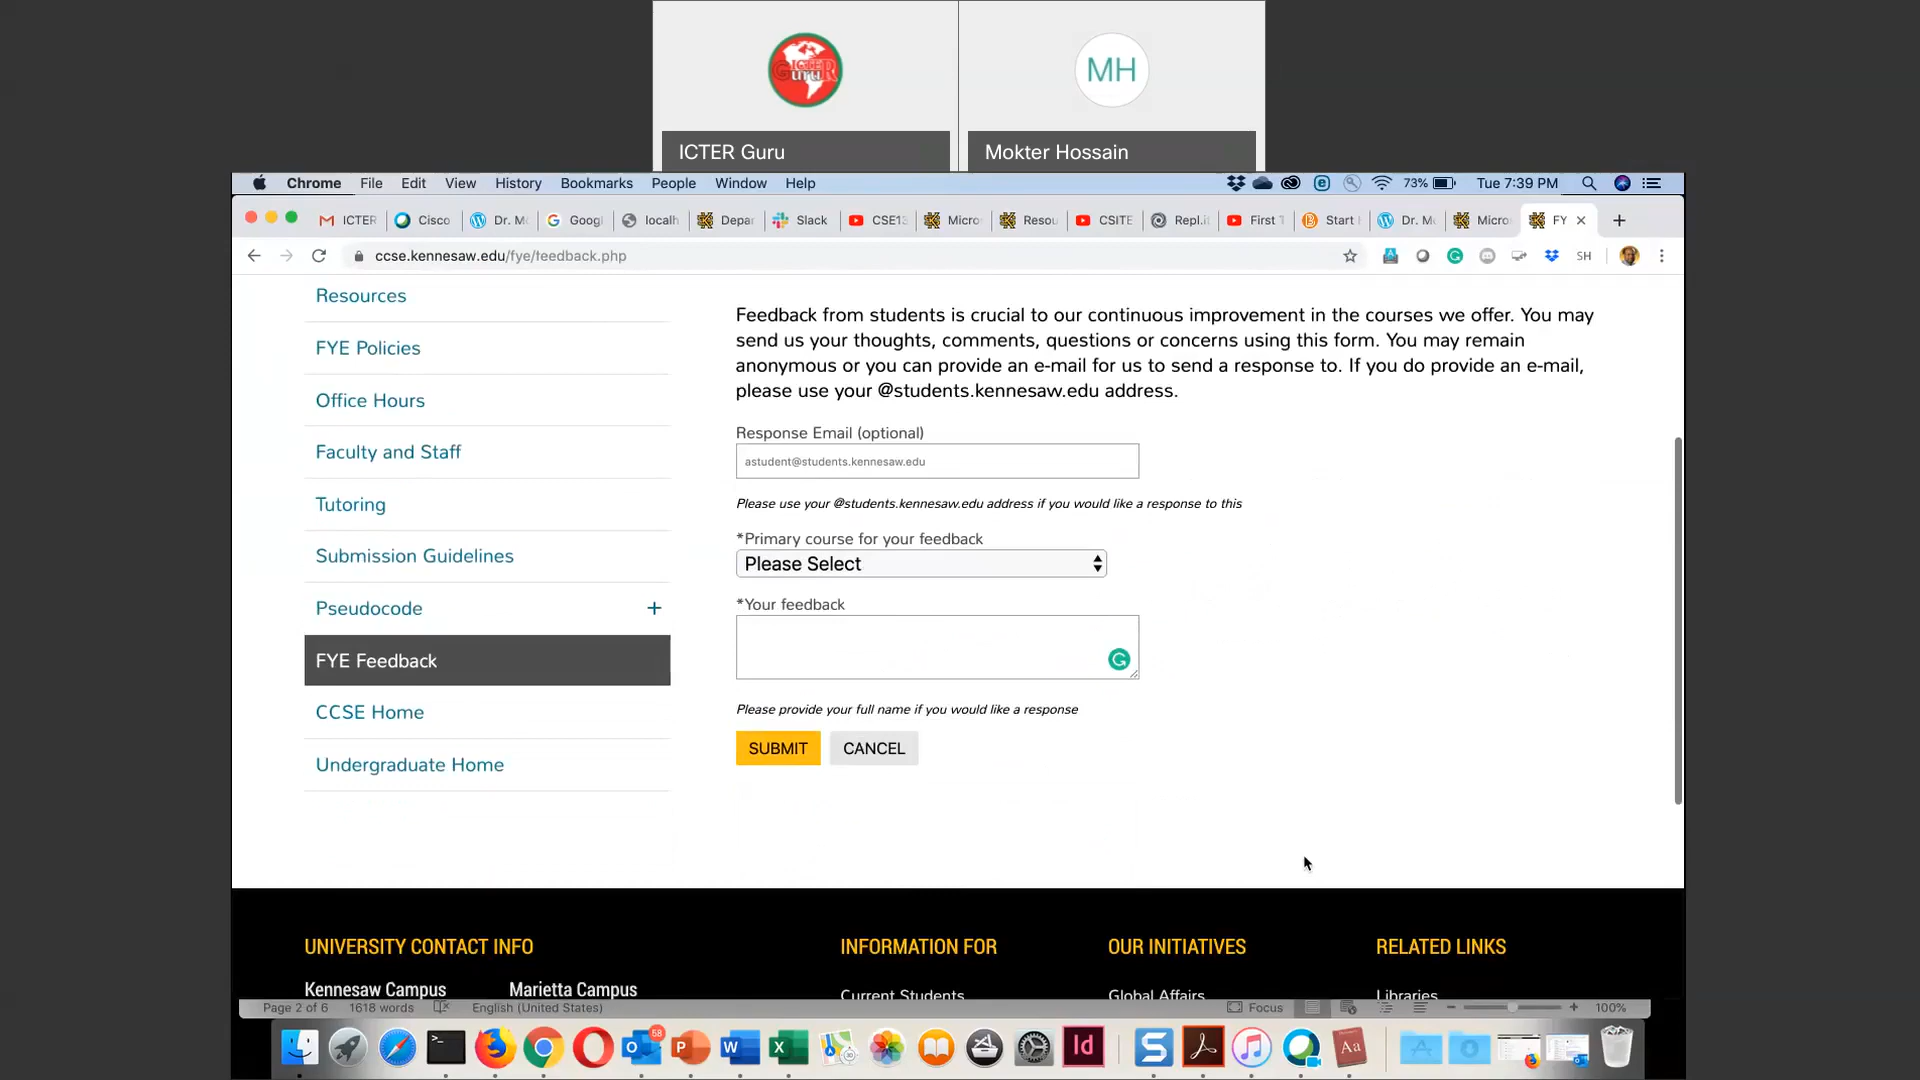 ICTER Guru
MH
Mokter Hossain
Chrome File Edit View History Bookmarks People Window Help
73% Tue 7:39 PM
ICTER Cisco Dr. M Googl localh Depar Slack CSE13 Micro Resou CSITE Repl.i First Start Dr. M Micro FY
ccse.kennesaw.edu/fye/feedback.php
SH
Resources
FYE Policies
Office Hours
Faculty and Staff
Tutoring
Submission Guidelines
Pseudocode +
FYE Feedback
CCSE Home
Undergraduate Home
Feedback from students is crucial to our continuous improvement in the courses we offer. You may
send us your thoughts, comments, questions or concerns using this form. You may remain
anonymous or you can provide an e-mail for us to send a response to. If you do provide an e-mail,
please use your @students.kennesaw.edu address.
Response Email (optional)
astudent@students.kennesaw.edu
Please use your @students.kennesaw.edu address if you would like a response to this
*Primary course for your feedback
Please Select
*Your feedback
Please provide your full name if you would like a response
SUBMIT CANCEL
UNIVERSITY CONTACT INFO
Kennesaw Campus Marietta Campus
INFORMATION FOR
Current Students
OUR INITIATIVES
Global Affairs
RELATED LINKS
Libraries
Page 2 of 6 1618 words English (United States) Focus 100%
58
Id
Aa